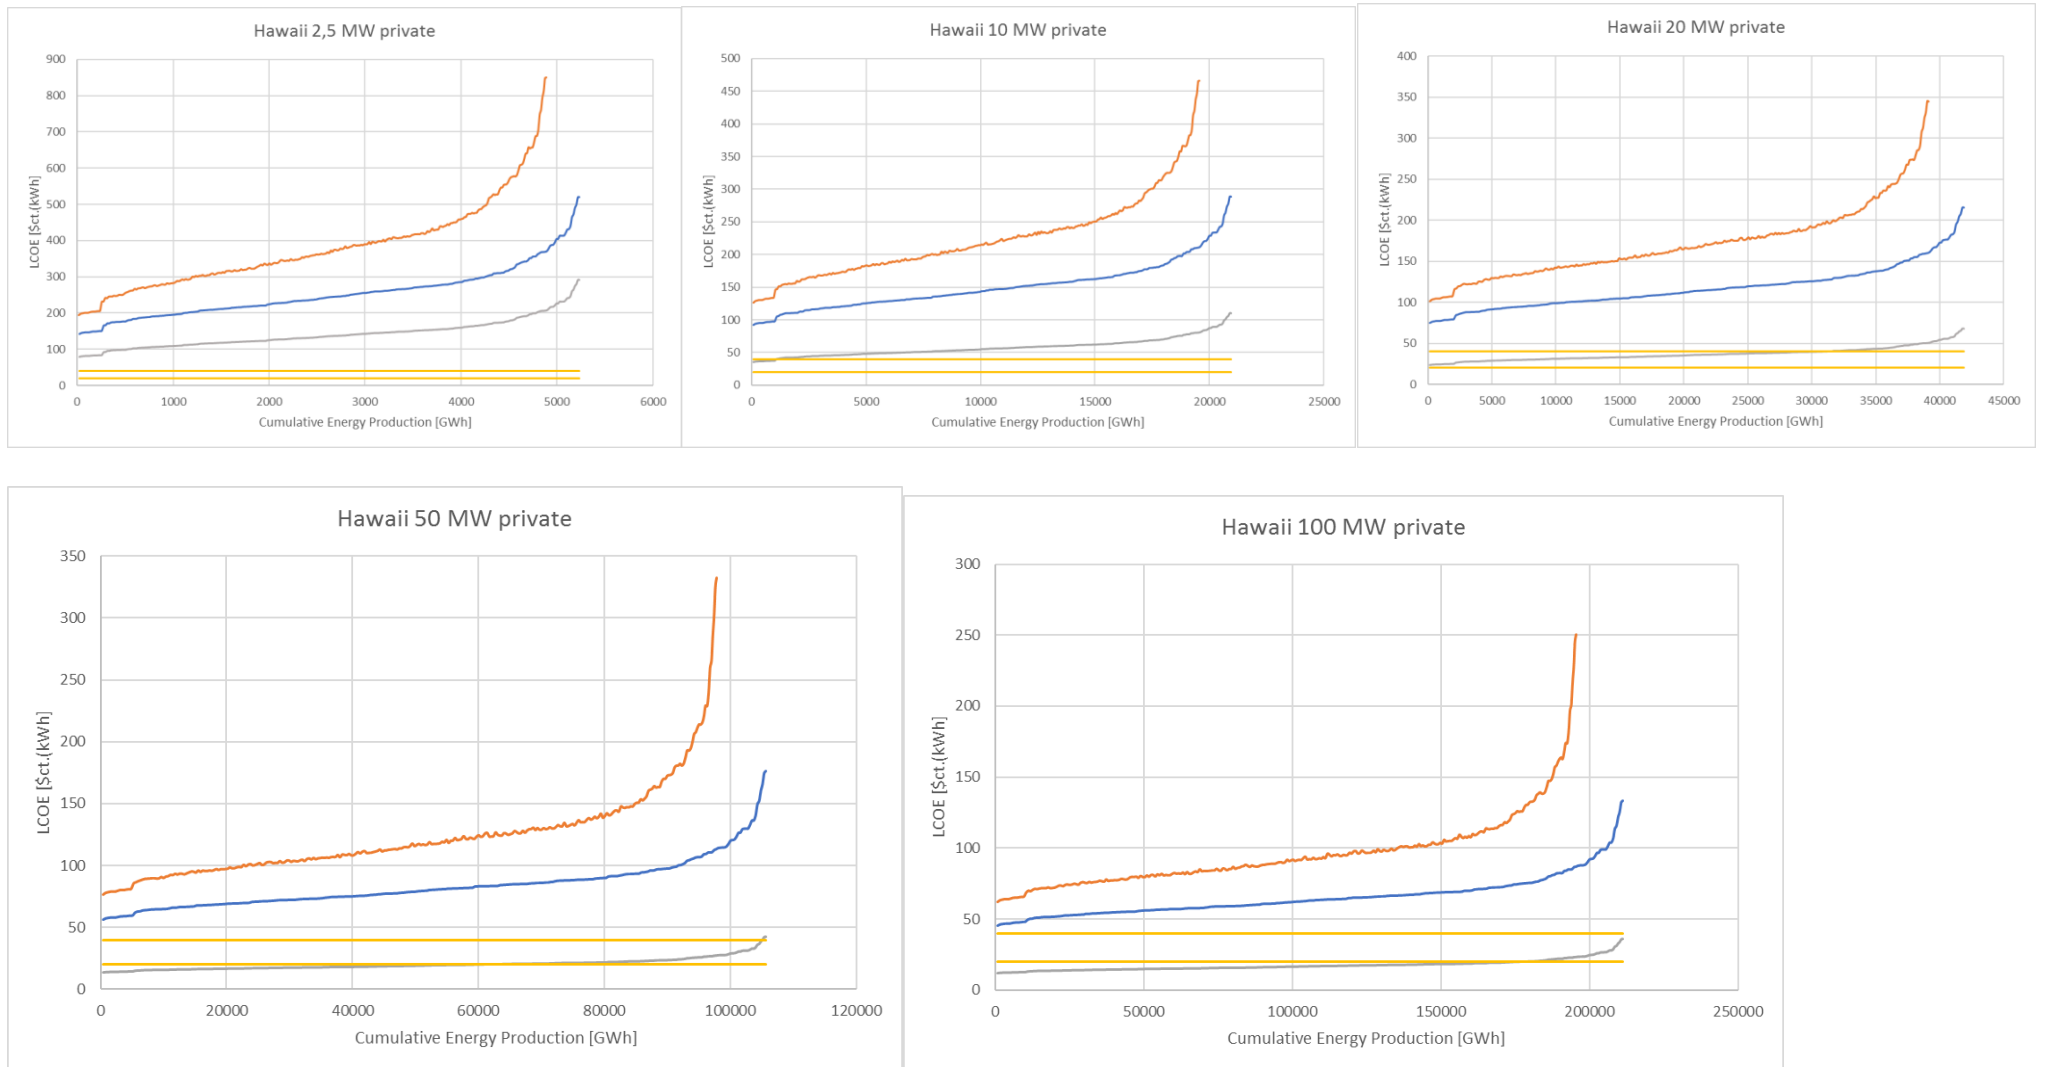 Hawaii 2,5 MW private
900
800
700
600
500
400
300
200
100
0
LCOE [$ct.(kWh]
0 1000 2000 3000 4000 5000 6000
Cumulative Energy Production [GWh]
Hawaii 10 MW private
500
450
400
350
300
250
200
150
100
50
0
LCOE [$ct.(kWh]
0 5000 10000 15000 20000 25000
Cumulative Energy Production [GWh]
Hawaii 20 MW private
400
350
300
250
200
150
100
50
0
LCOE [$ct.(kWh]
0 5000 10000 15000 20000 25000 30000 35000 40000 45000
Cumulative Energy Production [GWh]
Hawaii 50 MW private
350
300
250
200
150
100
50
0
LCOE [$ct.(kWh]
0 20000 40000 60000 80000 100000 120000
Cumulative Energy Production [GWh]
Hawaii 100 MW private
300
250
200
150
100
50
0
LCOE [$ct.(kWh]
0 50000 100000 150000 200000 250000
Cumulative Energy Production [GWh]